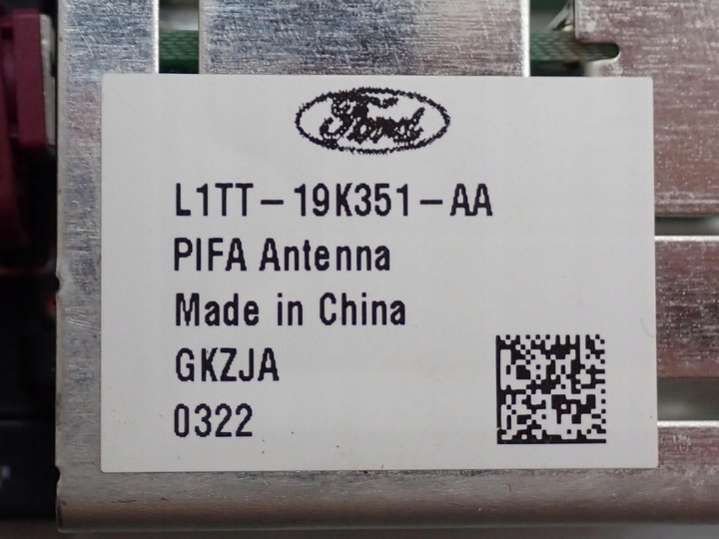 Ford
L1TT-19K351-AA
PIFA Antenna
Made in China
GKZJA
0322